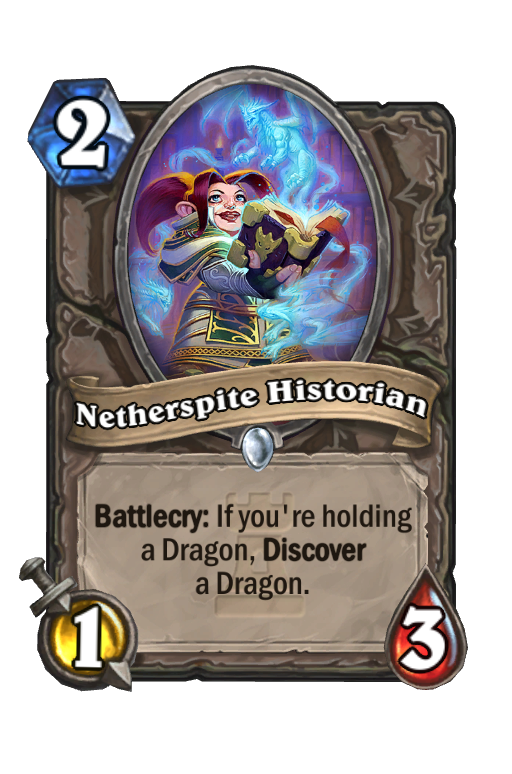 2
Netherspite Historian
Battlecry: If you're holding
a Dragon, Discover
a Dragon.
1
3